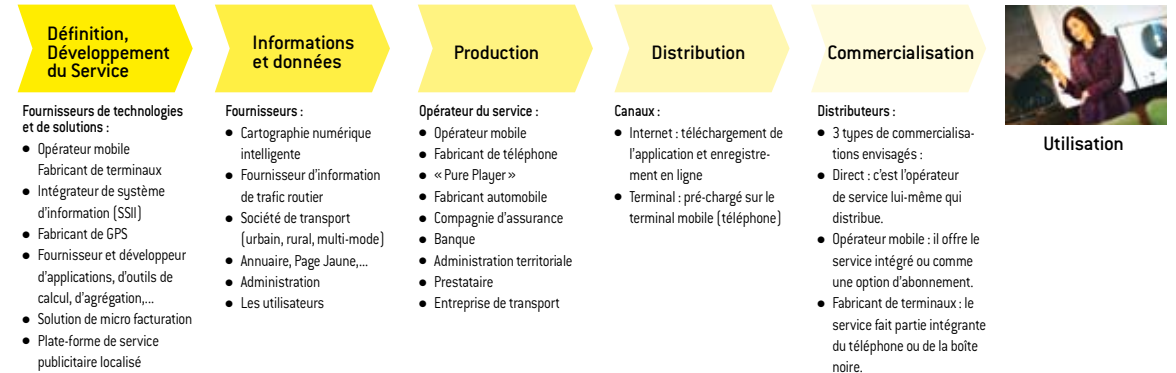 Définition,
Développement
du Service
Fournisseurs de technologies
et de solutions :
● Opérateur mobile
Fabricant de terminaux
● Intégrateur de système
d'information (SSII)
● Fabricant de GPS
● Fournisseur et développeur
d'applications, d'outils de
calcul, d'agrégation,...
● Solution de micro facturation
● Plate-forme de service
publicitaire localisé
Informations
et données
Fournisseurs :
● Cartographie numérique
intelligente
● Fournisseur d'information
de trafic routier
● Société de transport
(urbain, rural, multi-mode)
● Annuaire, Page Jaune,...
● Administration
● Les utilisateurs
Production
Opérateur du service :
● Opérateur mobile
● Fabricant de téléphone
● « Pure Player »
● Fabricant automobile
● Compagnie d'assurance
● Banque
● Administration territoriale
● Prestataire
● Entreprise de transport
Distribution
Canaux :
● Internet : téléchargement de
l'application et enregistre-
ment en ligne
● Terminal : pré-chargé sur le
terminal mobile (téléphone)
Commercialisation
Distributeurs :
● 3 types de commercialisa-
tions envisagés :
● Direct : c'est l'opérateur
de service lui-même qui
distribue.
● Opérateur mobile : il offre le
service intégré ou comme
une option d'abonnement.
● Fabricant de terminaux : le
service fait partie intégrante
du téléphone ou de la boîte
noire.
Utilisation